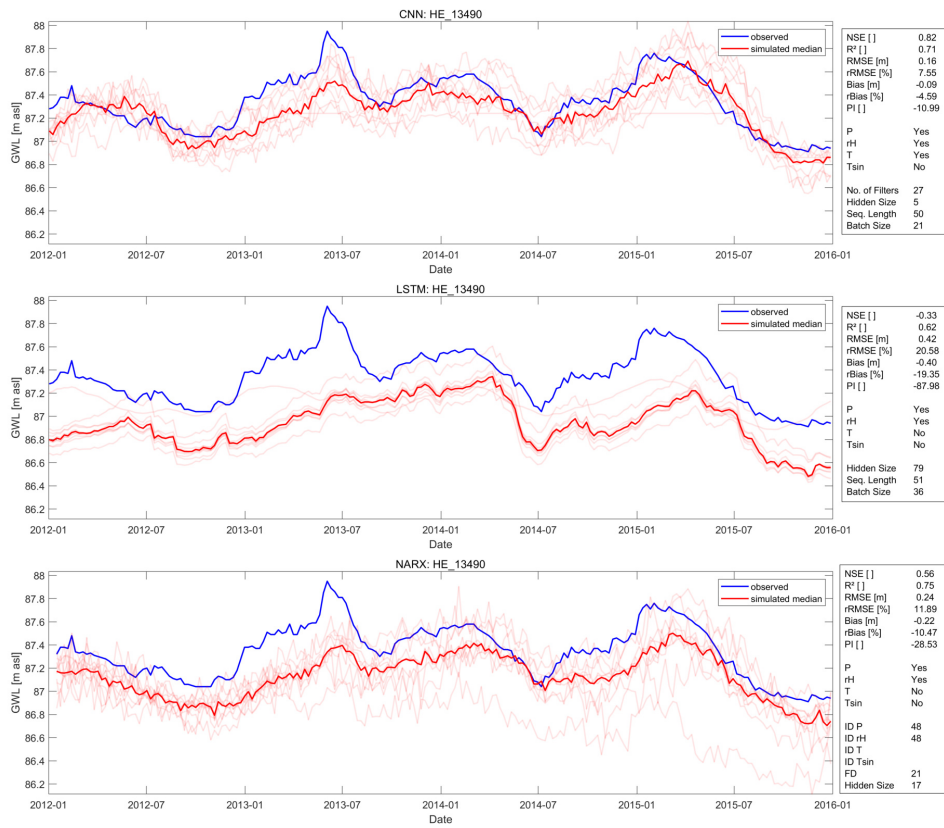 CNN: HE_13490
88
87.8
87.6
87.4
87.2
87
86.8
86.6
86.4
86.2
GWL [m asl]
observed
simulated median
2012-01 2012-07 2013-01 2013-07 2014-01 2014-07 2015-01 2015-07 2016-01
Date
NSE [ ] 0.82
R² [ ] 0.71
RMSE [m] 0.16
rRMSE [%] 7.55
Bias [m] -0.09
rBias [%] -4.59
PI [ ] -10.99
P Yes
rH Yes
T Yes
Tsin No
No. of Filters 27
Hidden Size 5
Seq. Length 50
Batch Size 21
LSTM: HE_13490
88
87.8
87.6
87.4
87.2
87
86.8
86.6
86.4
86.2
GWL [m asl]
observed
simulated median
2012-01 2012-07 2013-01 2013-07 2014-01 2014-07 2015-01 2015-07 2016-01
Date
NSE [ ] -0.33
R² [ ] 0.62
RMSE [m] 0.42
rRMSE [%] 20.58
Bias [m] -0.40
rBias [%] -19.35
PI [ ] -87.98
P Yes
rH Yes
T No
Tsin No
Hidden Size 79
Seq. Length 51
Batch Size 36
NARX: HE_13490
88
87.8
87.6
87.4
87.2
87
86.8
86.6
86.4
86.2
GWL [m asl]
observed
simulated median
2012-01 2012-07 2013-01 2013-07 2014-01 2014-07 2015-01 2015-07 2016-01
Date
NSE [ ] 0.56
R² [ ] 0.75
RMSE [m] 0.24
rRMSE [%] 11.89
Bias [m] -0.22
rBias [%] -10.47
PI [ ] -28.53
P Yes
rH Yes
T No
Tsin No
ID P 48
ID rH 48
ID T
ID Tsin
FD 21
Hidden Size 17